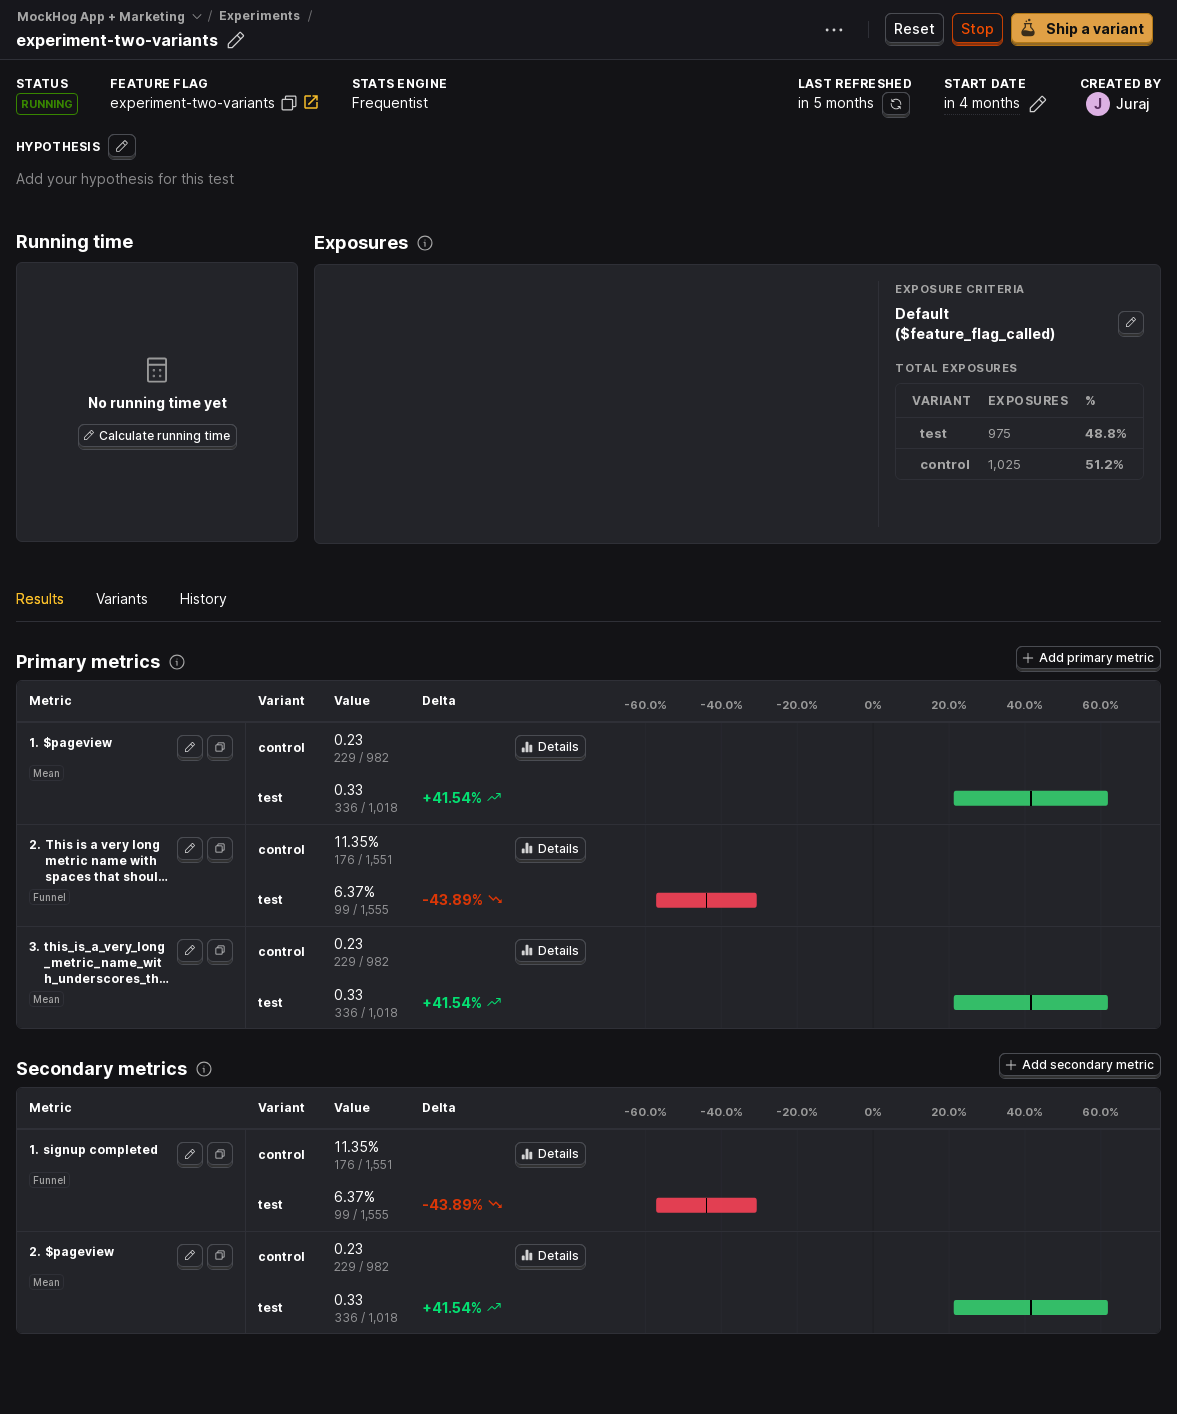 MockHog App + Marketing / Experiments /
experiment-two-variants
Reset Stop Ship a variant
STATUS FEATURE FLAG STATS ENGINE LAST REFRESHED START DATE CREATED BY
RUNNING experiment-two-variants Frequentist in 5 months in 4 months J Juraj
HYPOTHESIS
Add your hypothesis for this test
Running time
No running time yet
Calculate running time
Exposures
EXPOSURE CRITERIA
Default
($feature_flag_called)
TOTAL EXPOSURES
VARIANT EXPOSURES %
test 975 48.8%
control 1,025 51.2%
Results Variants History
Primary metrics
Add primary metric
Metric Variant Value Delta -60.0% -40.0% -20.0% 0% 20.0% 40.0% 60.0%
1. $pageview
Mean
control 0.23 Details
229 / 982
test 0.33 +41.54%
336 / 1,018
2. This is a very long
metric name with
spaces that shoul…
Funnel
control 11.35% Details
176 / 1,551
test 6.37% -43.89%
99 / 1,555
3. this_is_a_very_long
_metric_name_wit
h_underscores_th…
Mean
control 0.23 Details
229 / 982
test 0.33 +41.54%
336 / 1,018
Secondary metrics
Add secondary metric
Metric Variant Value Delta -60.0% -40.0% -20.0% 0% 20.0% 40.0% 60.0%
1. signup completed
Funnel
control 11.35% Details
176 / 1,551
test 6.37% -43.89%
99 / 1,555
2. $pageview
Mean
control 0.23 Details
229 / 982
test 0.33 +41.54%
336 / 1,018